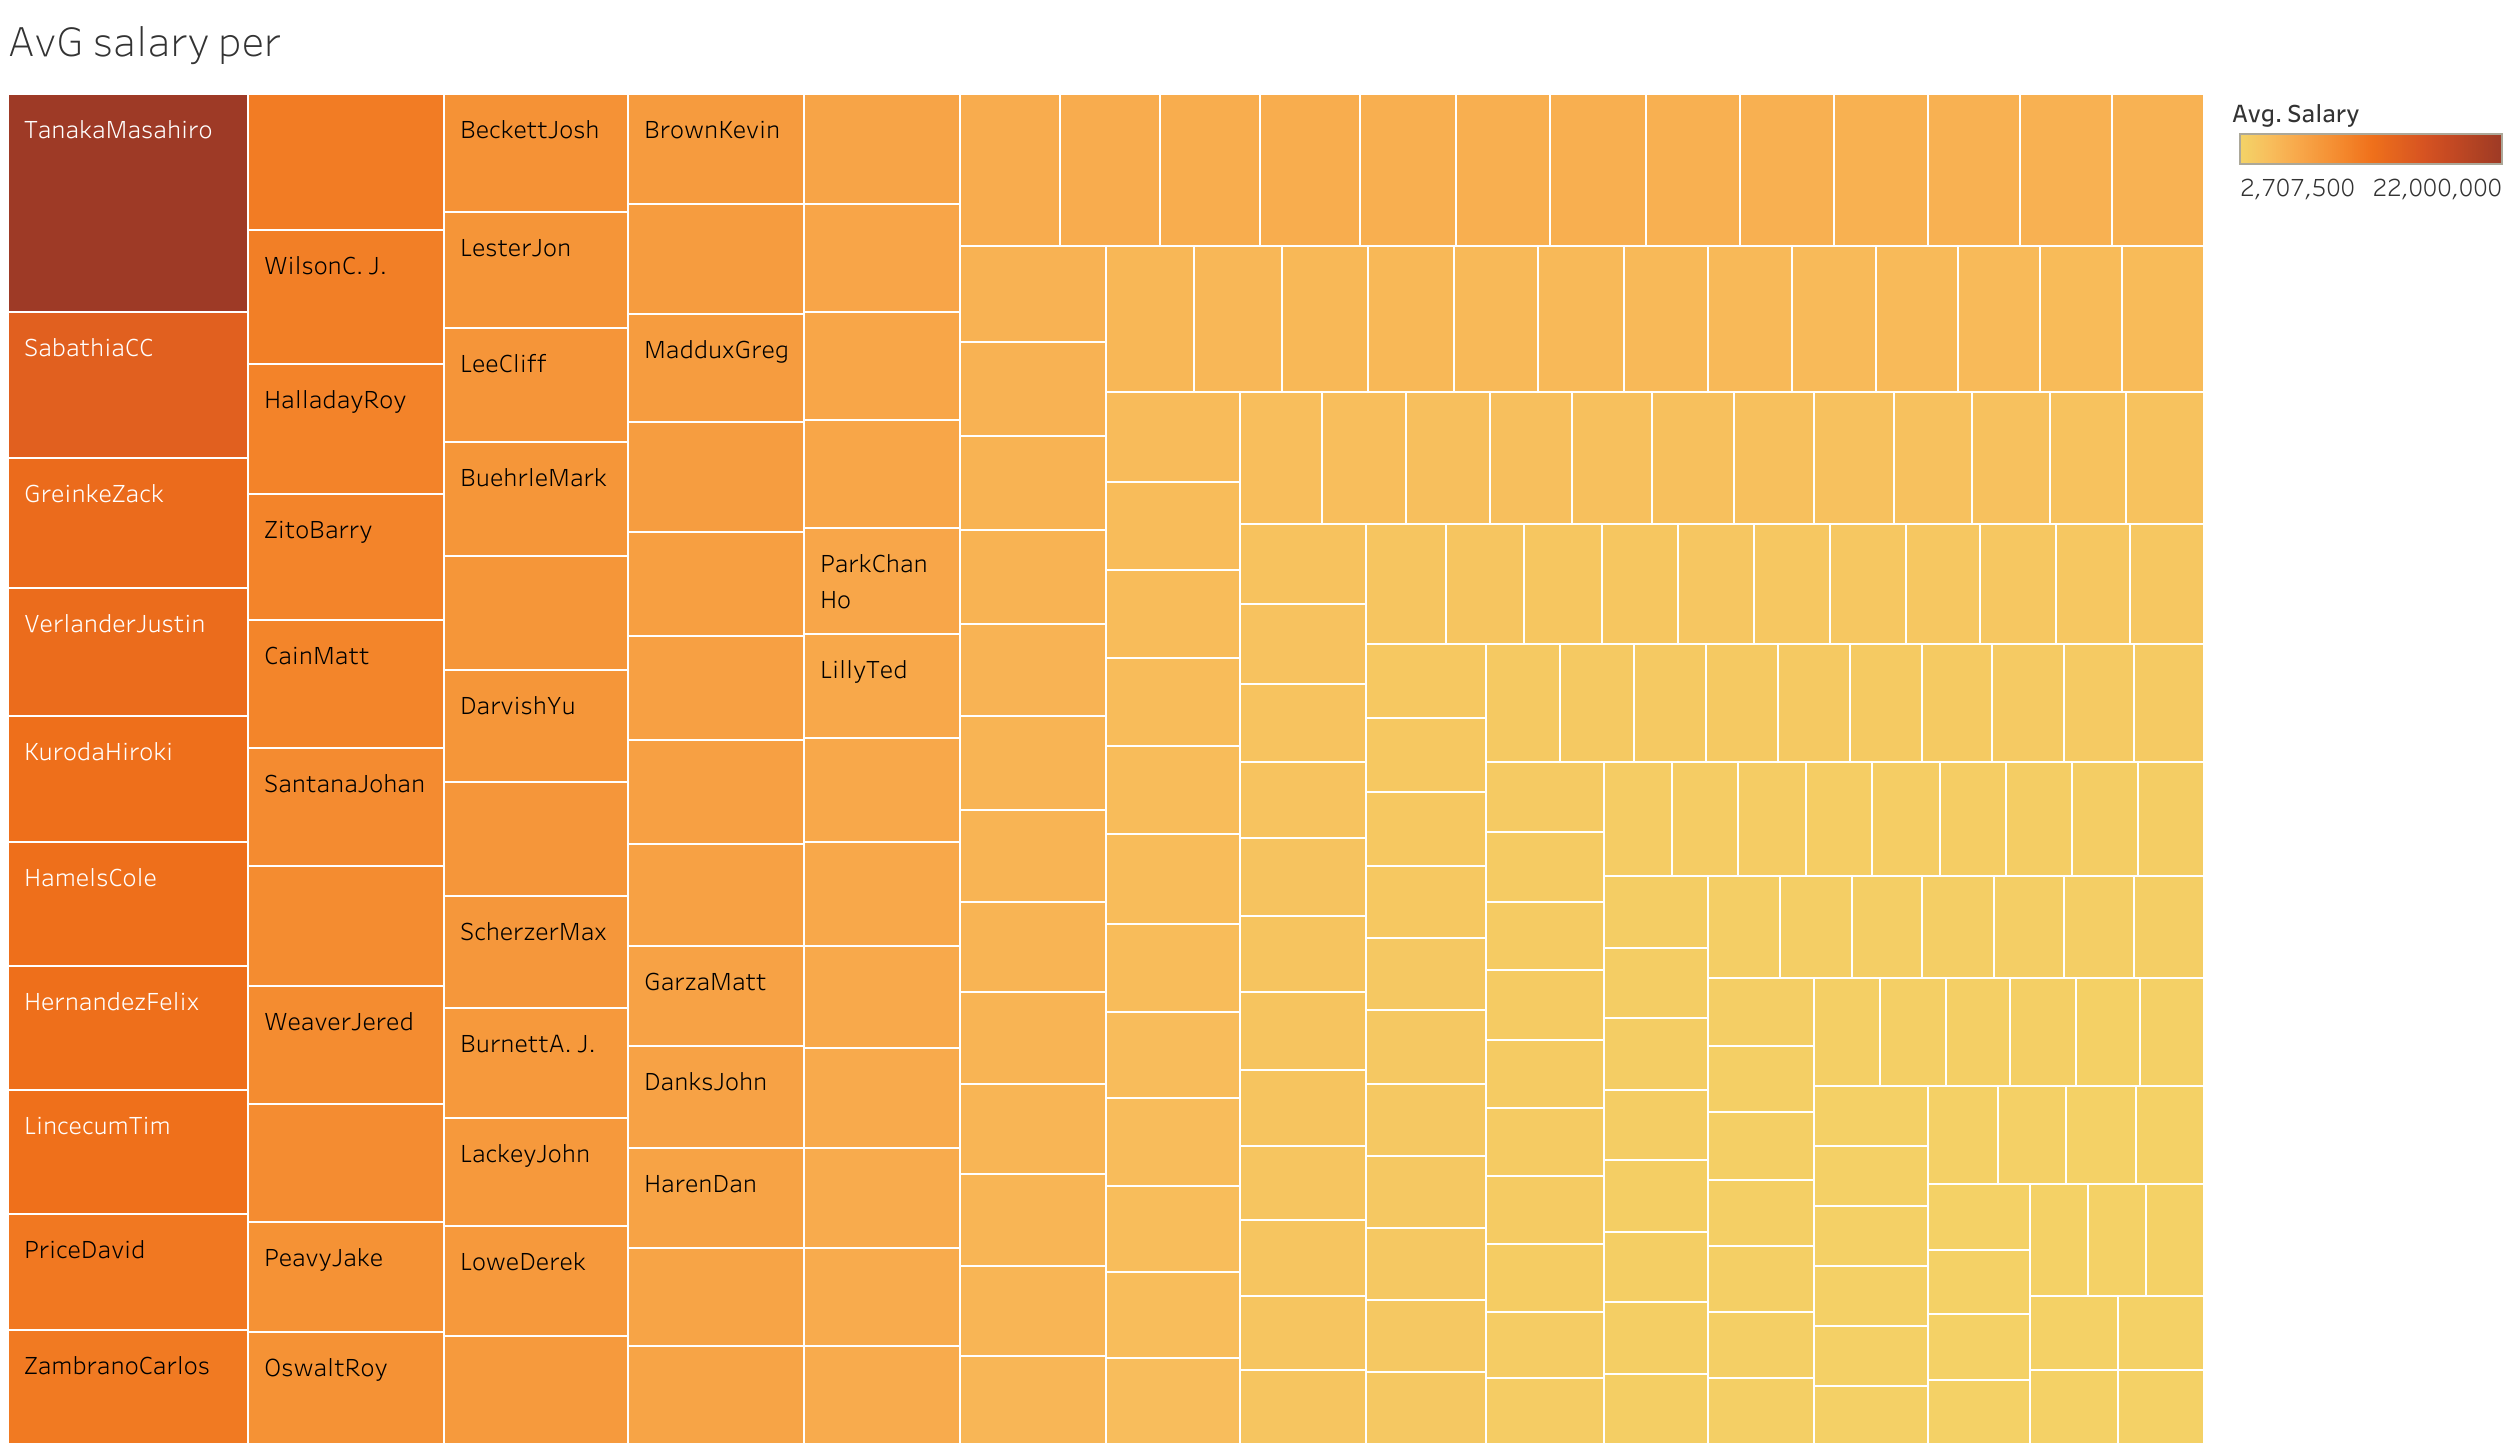 AvG salary per
TanakaMasahiro
SabathiaCC
GreinkeZack
VerlanderJustin
KurodaHiroki
HamelsCole
HernandezFelix
LincecumTim
PriceDavid
ZambranoCarlos
WilsonC. J.
HalladayRoy
ZitoBarry
CainMatt
SantanaJohan
WeaverJered
PeavyJake
OswaltRoy
BeckettJosh
LesterJon
LeeCliff
BuehrleMark
DarvishYu
ScherzerMax
BurnettA. J.
LackeyJohn
LoweDerek
BrownKevin
MadduxGreg
GarzaMatt
DanksJohn
HarenDan
ParkChan
Ho
LillyTed
Avg. Salary
2,707,500 22,000,000